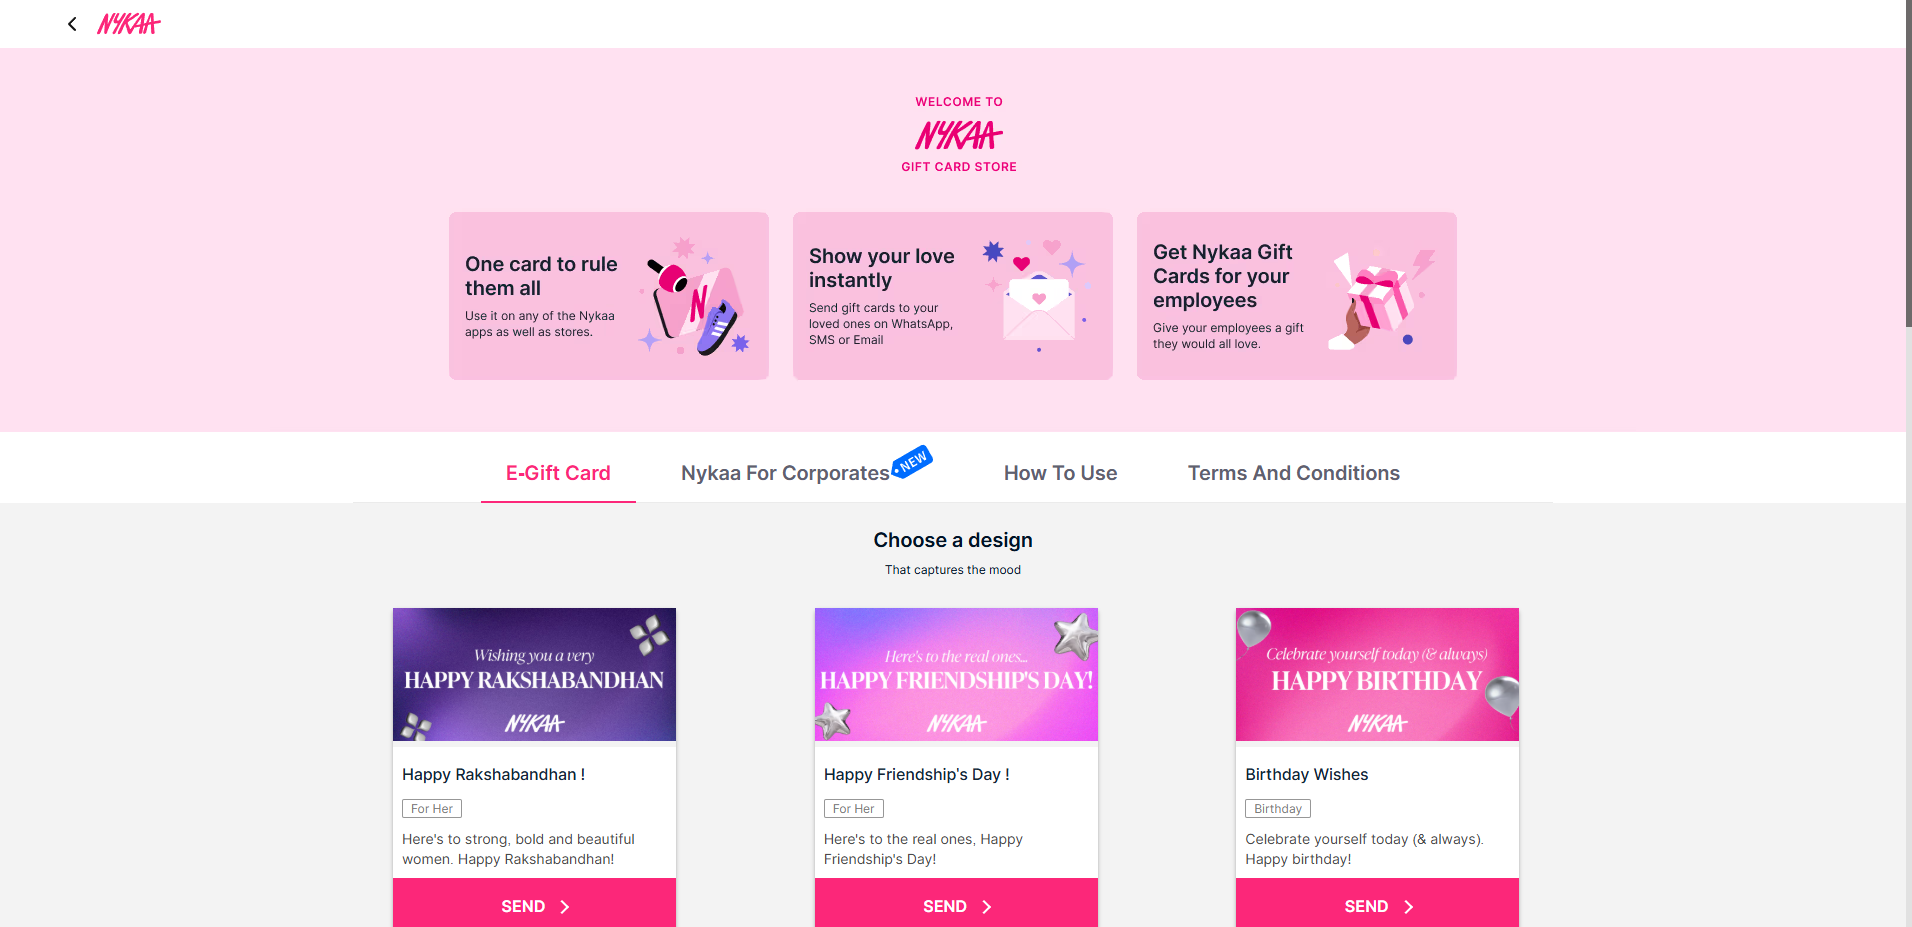 NYKAA
WELCOME TO
NYKAA
GIFT CARD STORE
One card to rule
them all
Use it on any of the Nykaa
apps as well as stores.
N
Show your love
instantly
Send gift cards to your
loved ones on WhatsApp,
SMS or Email
Get Nykaa Gift
Cards for your
employees
Give your employees a gift
they would all love.
E-Gift Card
Nykaa For Corporates
NEW
How To Use
Terms And Conditions
Choose a design
That captures the mood
Wishing you a very
HAPPY RAKSHABANDHAN
NYKAA
Happy Rakshabandhan !
For Her
Here's to strong, bold and beautiful
women. Happy Rakshabandhan!
SEND
Here's to the real ones...
HAPPY FRIENDSHIP'S DAY!
NYKAA
Happy Friendship's Day !
For Her
Here's to the real ones, Happy
Friendship's Day!
SEND
Celebrate yourself today (& always)
HAPPY BIRTHDAY
NYKAA
Birthday Wishes
Birthday
Celebrate yourself today (& always).
Happy birthday!
SEND